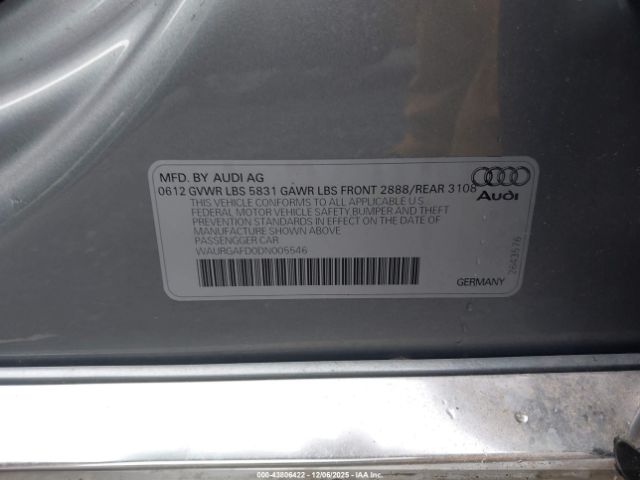 MFD. BY AUDI AG
0612 GVWR LBS 5831 GAWR LBS FRONT 2888/REAR 3108
THIS VEHICLE CONFORMS TO ALL APPLICABLE U.S.
FEDERAL MOTOR VEHICLE SAFETY BUMPER AND THEFT
PREVENTION STANDARDS IN EFFECT ON THE DATE OF
MANUFACTURE SHOWN ABOVE
PASSENGGER CAR
WAURGAFD0DN005546
Audi
2643576
GERMANY
000-43806422 - 12/06/2025 - IAA Inc.